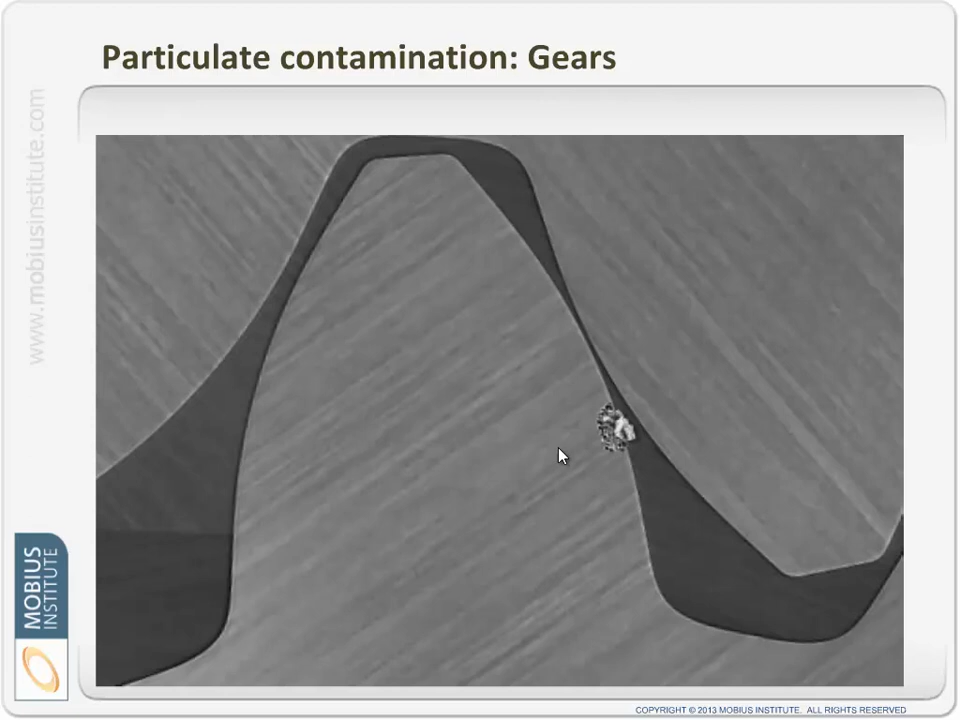 Particulate contamination: Gears
www.mobiusinstitute.com
MOBIUS
INSTITUTE
COPYRIGHT © 2013 MOBIUS INSTITUTE. ALL RIGHTS RESERVED